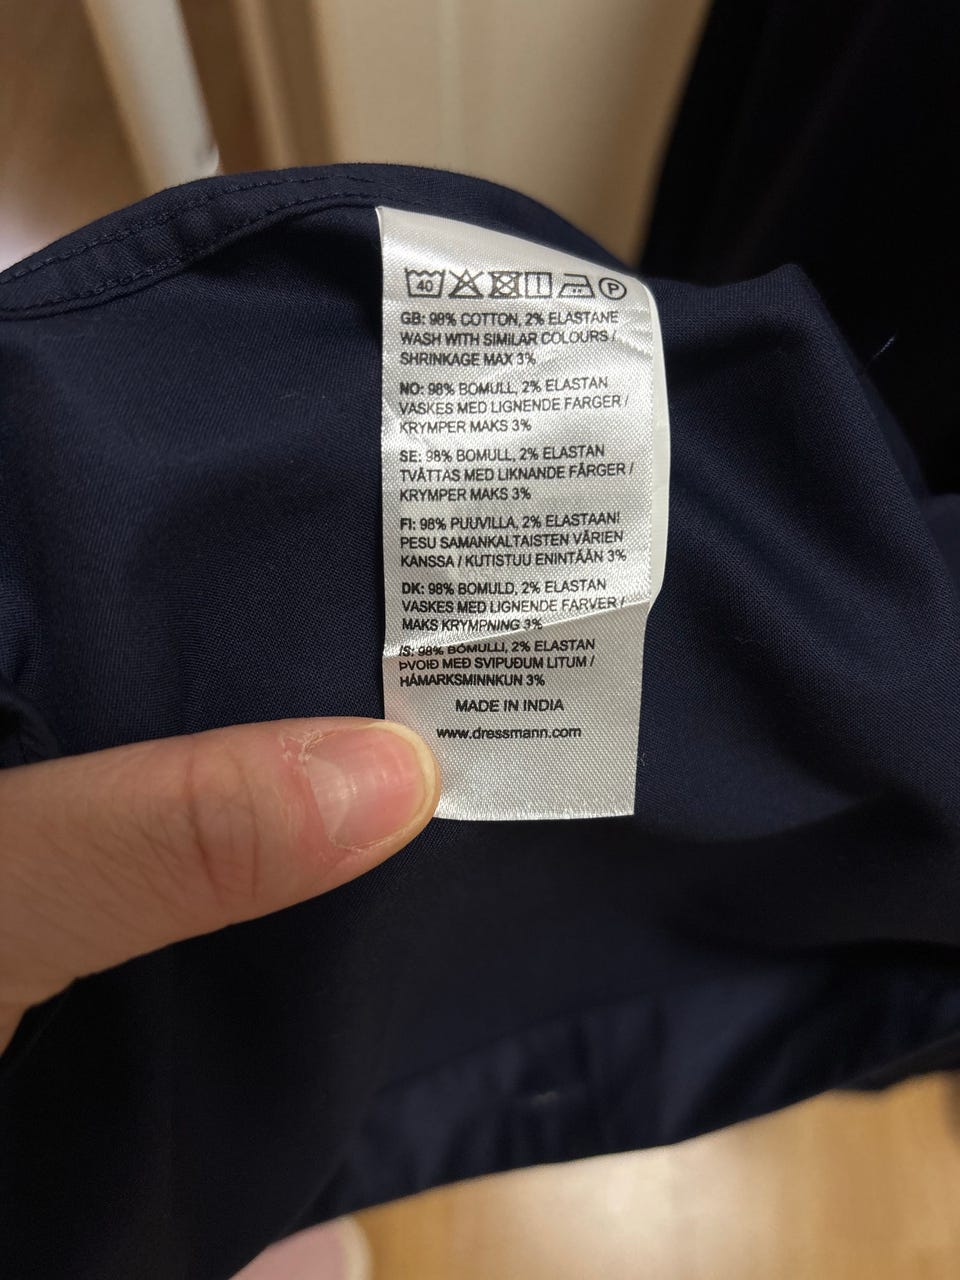 40 P
GB: 98% COTTON, 2% ELASTANE
WASH WITH SIMILAR COLOURS /
SHRINKAGE MAX 3%
NO: 98% BOMULL, 2% ELASTAN
VASKES MED LIGNENDE FARGER /
KRYMPER MAKS 3%
SE: 98% BOMULL, 2% ELASTAN
TVÄTTAS MED LIKNANDE FÄRGER /
KRYMPER MAKS 3%
FI: 98% PUUVILLA, 2% ELASTAANI
PESU SAMANKALTAISTEN VÄRIEN
KANSSA / KUTISTUU ENINTÄÄN 3%
DK: 98% BOMULD, 2% ELASTAN
VASKES MED LIGNENDE FARVER /
MAKS KRYMPNING 3%
IS: 98% BÓMULLI, 2% ELASTAN
ÞVOIÐ MEÐ SVIPUÐUM LITUM /
HÁMARKSMINNKUN 3%
MADE IN INDIA
www.dressmann.com